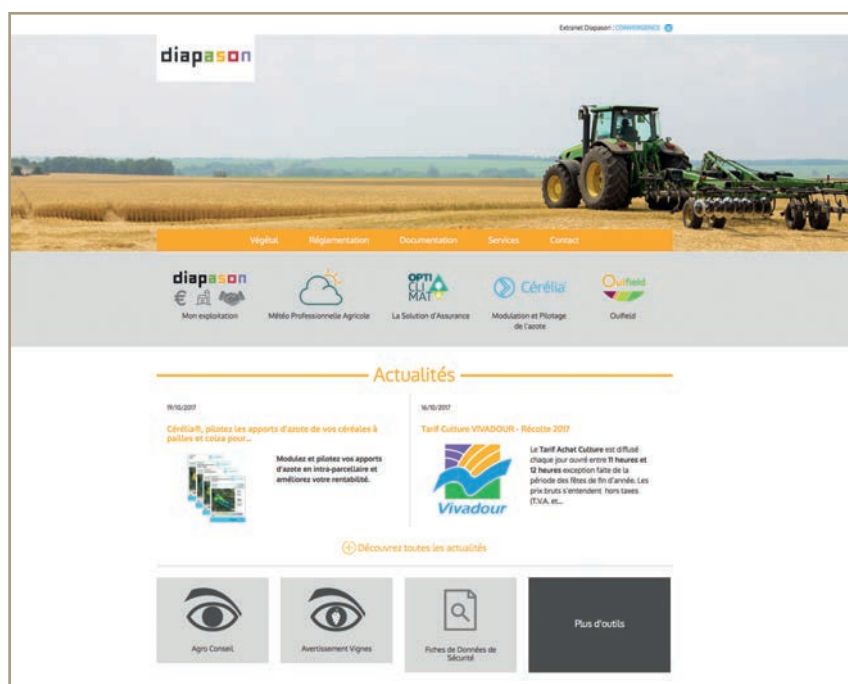 Extranet Diapason : CONVERGENCE
diapason
Végétal Réglementation Documentation Services Contact
diapason
Mon exploitation
Météo Professionnelle Agricole
OPTI
CLI
MAT
La Solution d'Assurance
Cérélia
Modulation et Pilotage
de l'azote
Ouifield
Ouifield
Actualités
19/10/2017
Cérélia®, pilotez les apports d'azote de vos céréales à
pailles et colza pour...
Modulez et pilotez vos apports
d'azote en intra-parcellaire et
améliorez votre rentabilité.
16/10/2017
Tarif Culture VIVADOUR - Récolte 2017
Vivadour
Le Tarif Achat Culture est diffusé
chaque jour ouvré entre 11 heures et
12 heures exception faite de la
période des fêtes de fin d'année. Les
prix bruts s'entendent hors taxes
(T.V.A. et...
Découvrez toutes les actualités
Agro Conseil
Avertissement Vignes
Fiches de Données de
Sécurité
Plus d'outils